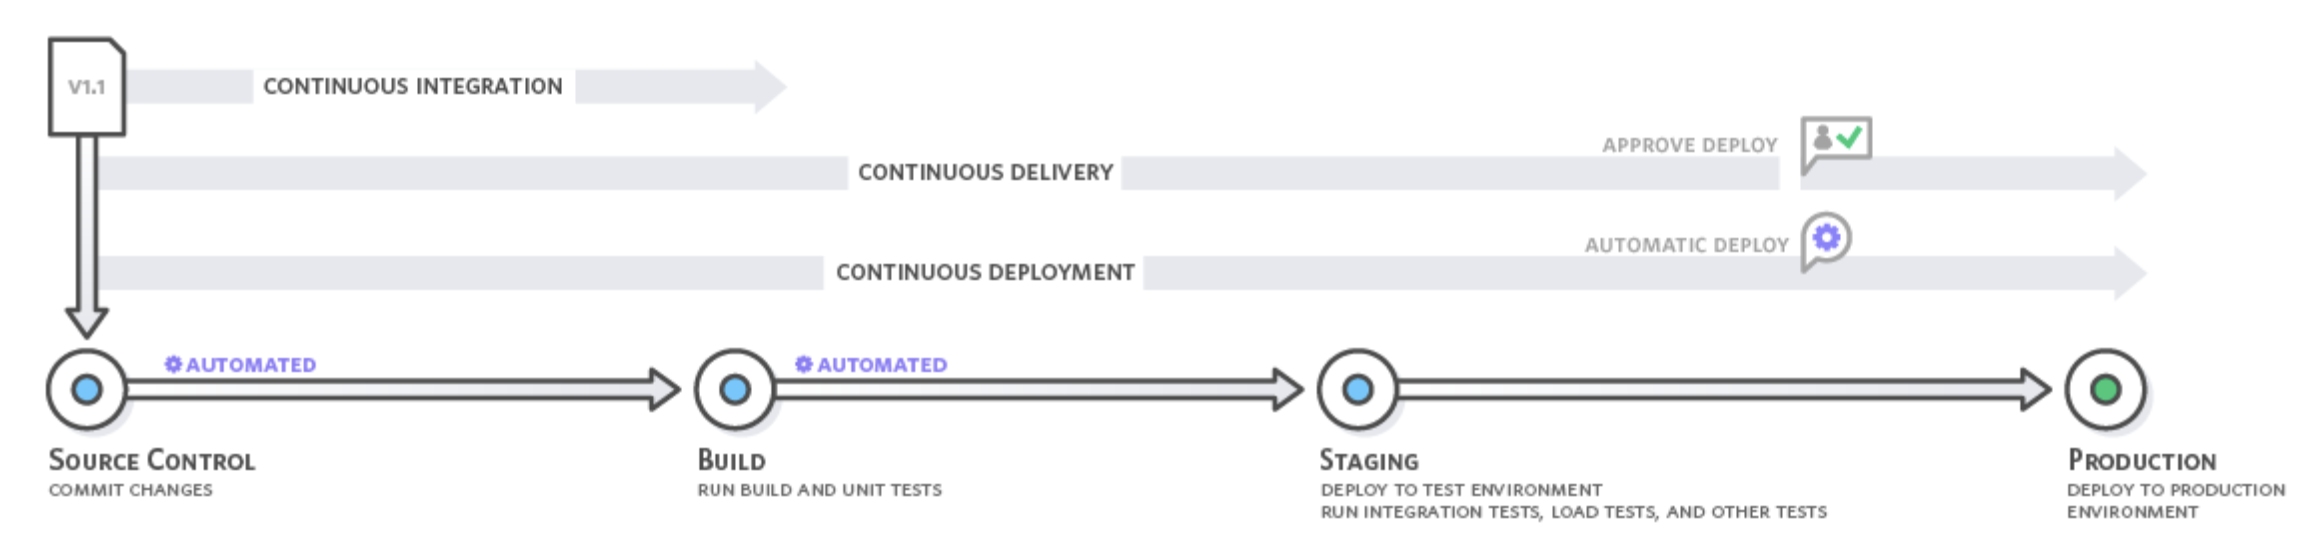 V1.1
CONTINUOUS INTEGRATION
APPROVE DEPLOY
CONTINUOUS DELIVERY
AUTOMATIC DEPLOY
CONTINUOUS DEPLOYMENT
AUTOMATED
AUTOMATED
SOURCE CONTROL
COMMIT CHANGES
BUILD
RUN BUILD AND UNIT TESTS
STAGING
DEPLOY TO TEST ENVIRONMENT
RUN INTEGRATION TESTS, LOAD TESTS, AND OTHER TESTS
PRODUCTION
DEPLOY TO PRODUCTION
ENVIRONMENT